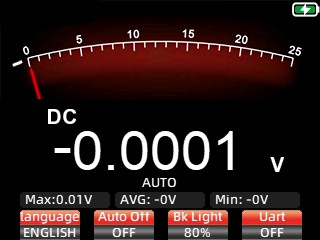 0 5 10 15 20 25
DC
-0.0001 V
AUTO
Max:0.01V AVG: -0V Min: -0V
language Auto Off Bk Light Uart
ENGLISH OFF 80% OFF